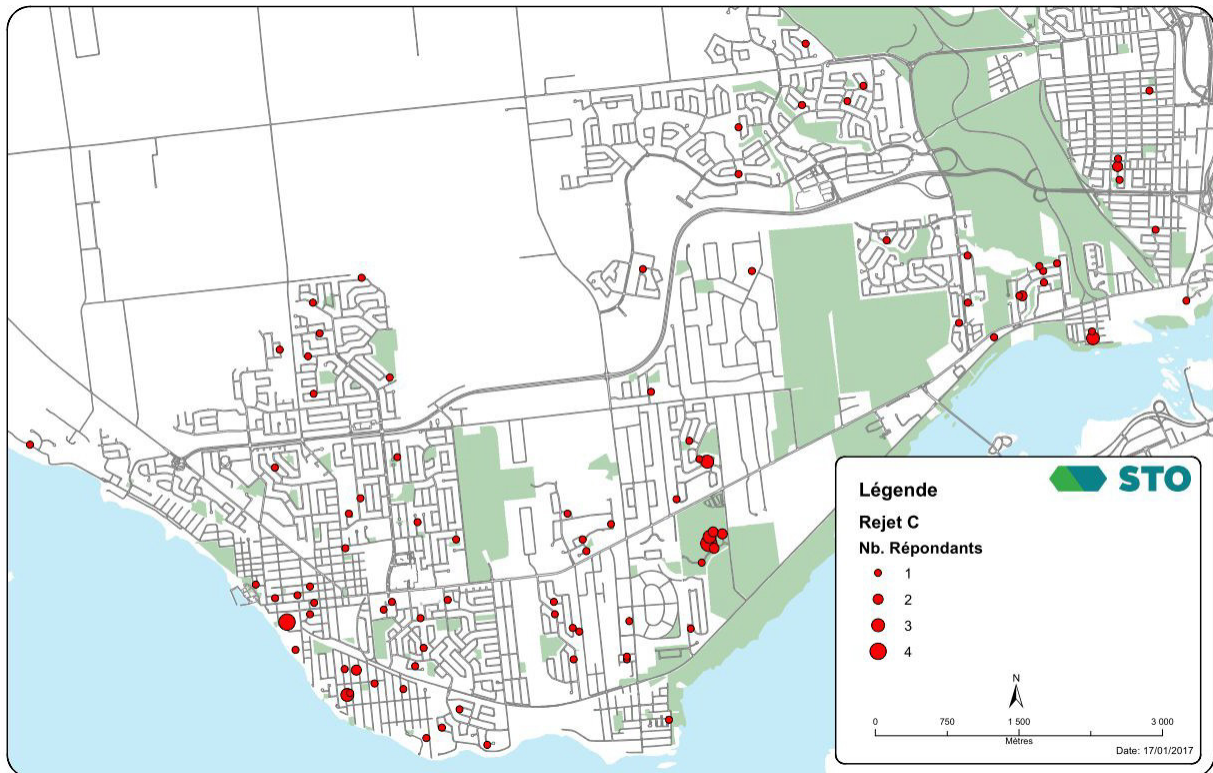 Légende
STO
Rejet C
Nb. Répondants
1
2
3
4
N
0 750 1 500 3 000
Mètres
Date: 17/01/2017